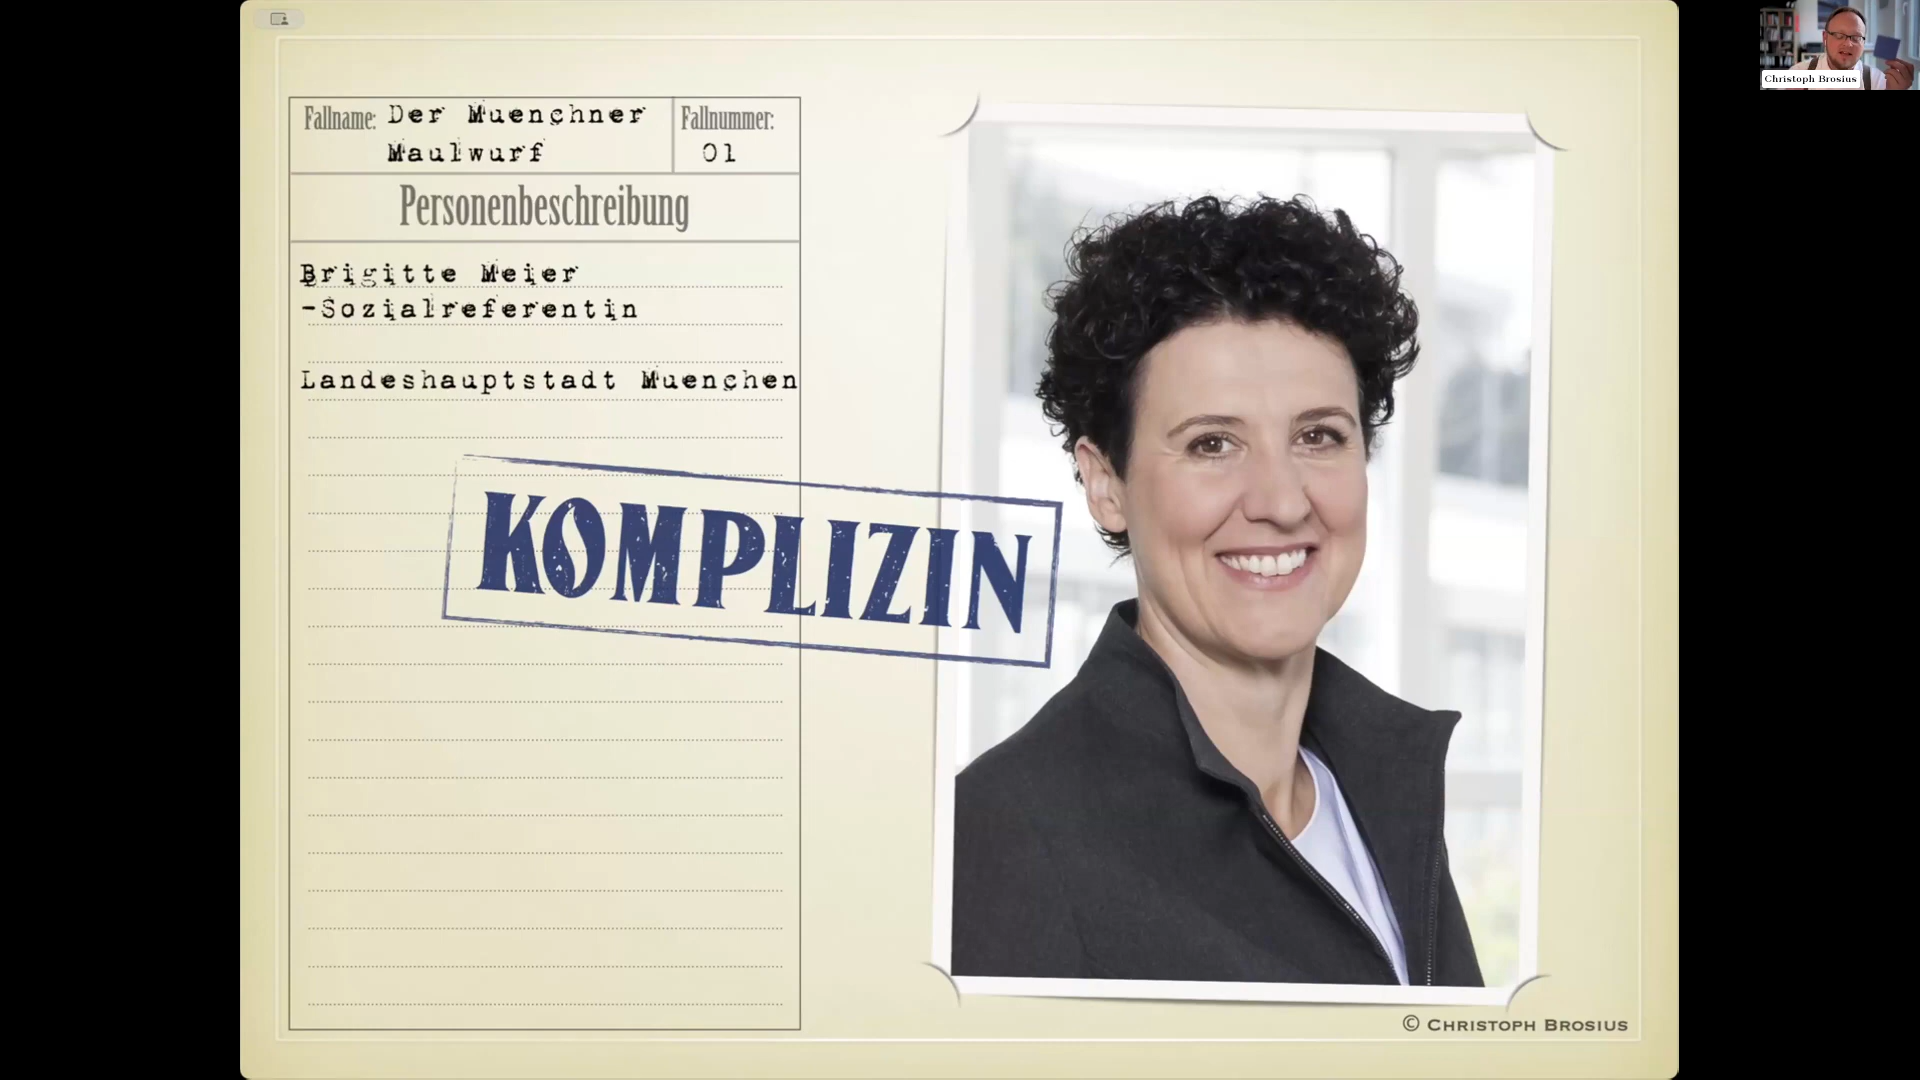 Fallname: Der Muenchner
Maulwurf
Fallnummer:
01
Personenbeschreibung
Brigitte Meier
-Sozialreferentin
Landeshauptstadt Muenchen
KOMPLIZIN
© CHRISTOPH BROSIUS
Christoph Brosius